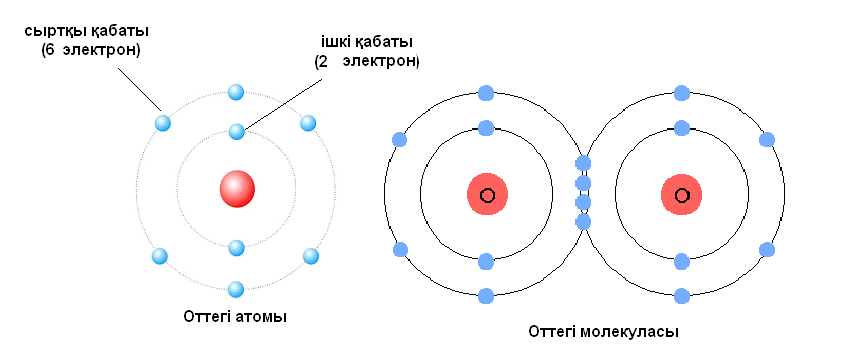 сыртқы қабаты
(6 электрон)
ішкі қабаты
(2 электрон)
О
О
Оттегі атомы
Оттегі молекуласы